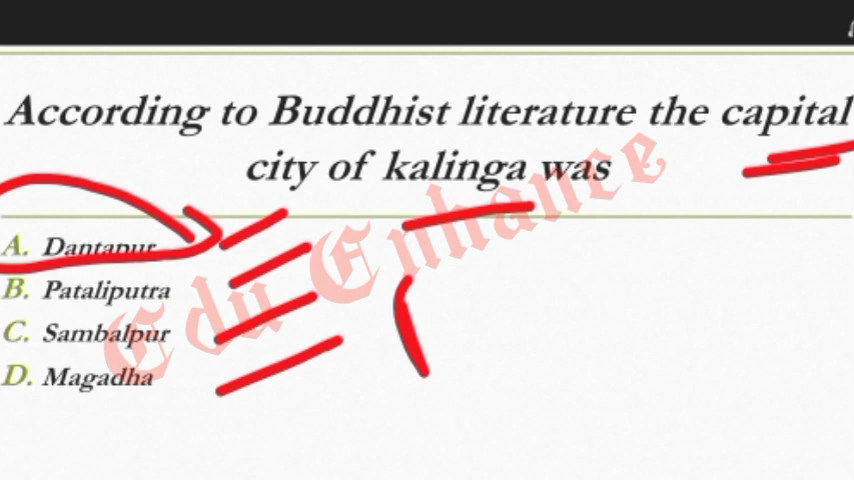 According to Buddhist literature the capital
city of kalinga was
A. Dantapur
B. Pataliputra
C. Sambalpur
D. Magadha
Edu Enhance